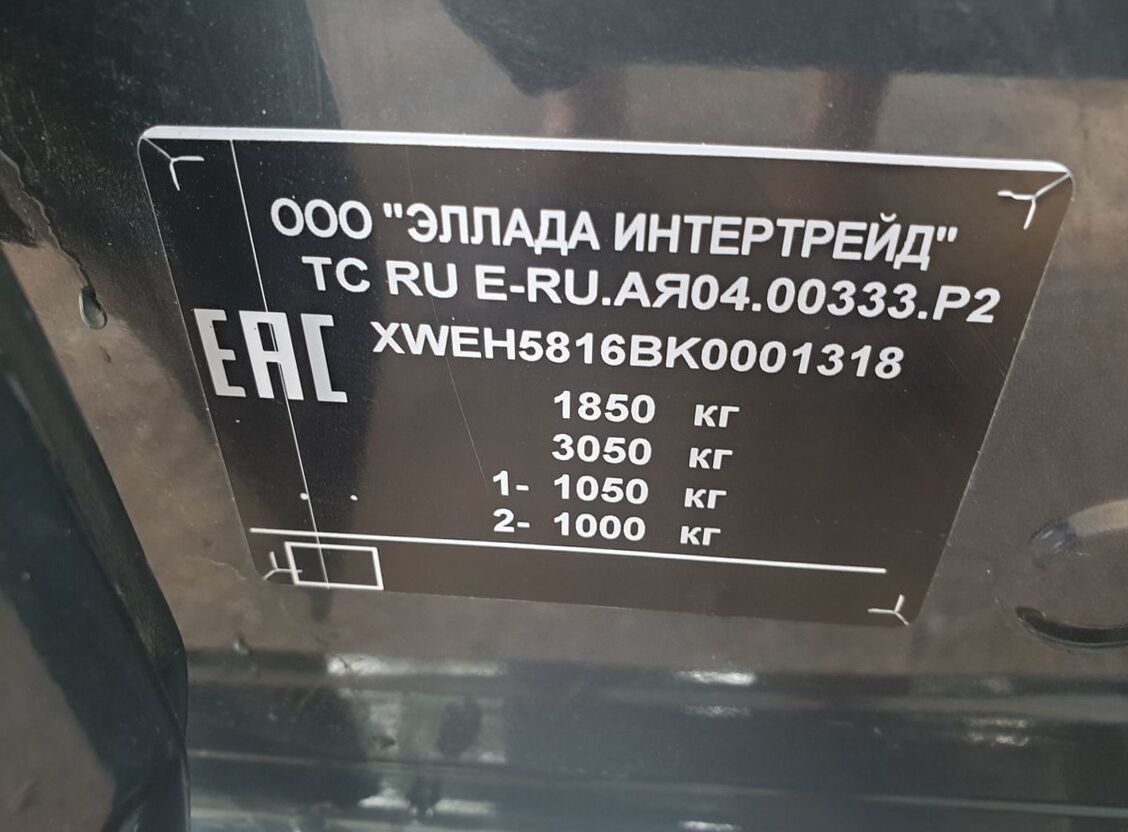 ООО "ЭЛЛАДА ИНТЕРТРЕЙД"
ТС RU E-RU.АЯ04.00333.Р2
EAC
XWEH5816BK0001318
1850 кг
3050 кг
1- 1050 кг
2- 1000 кг